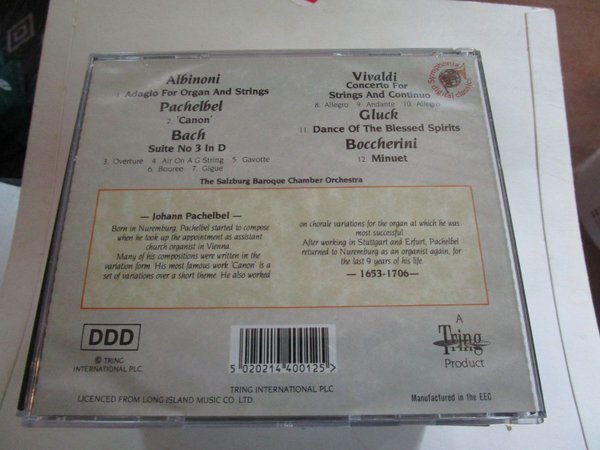 Albinoni
1. Adagio For Organ And Strings
Pachelbel
2. 'Canon'
Bach
Suite No 3 In D
3. Overture 4. Air On A G String 5. Gavotte
6. Bouree 7. Gigue
Vivaldi
Concerto For
Strings And Continuo
8. Allegro 9. Andante 10. Allegro
Gluck
11. Dance Of The Blessed Spirits
Boccherini
12. Minuet
Symphonia
digital classics
The Salzburg Baroque Chamber Orchestra
— Johann Pachelbel —
Born in Nuremburg, Pachelbel started to compose
when he took up the appointment as assistant
church organist in Vienna.
Many of his compositions were written in the
variation form. His most famous work 'Canon' is a
set of variations over a short theme. He also worked
on chorale variations for the organ at which he was
most successful.
After working in Stuttgart and Erfurt, Pachelbel
returned to Nuremburg as an organist again, for
the last 9 years of his life.
— 1653-1706—
DDD
© TRING
INTERNATIONAL PLC.
5 020214 400125 >
TRING INTERNATIONAL PLC
LICENCED FROM LONG ISLAND MUSIC CO. LTD.
A
Tring
Product
Manufactured in the EEC